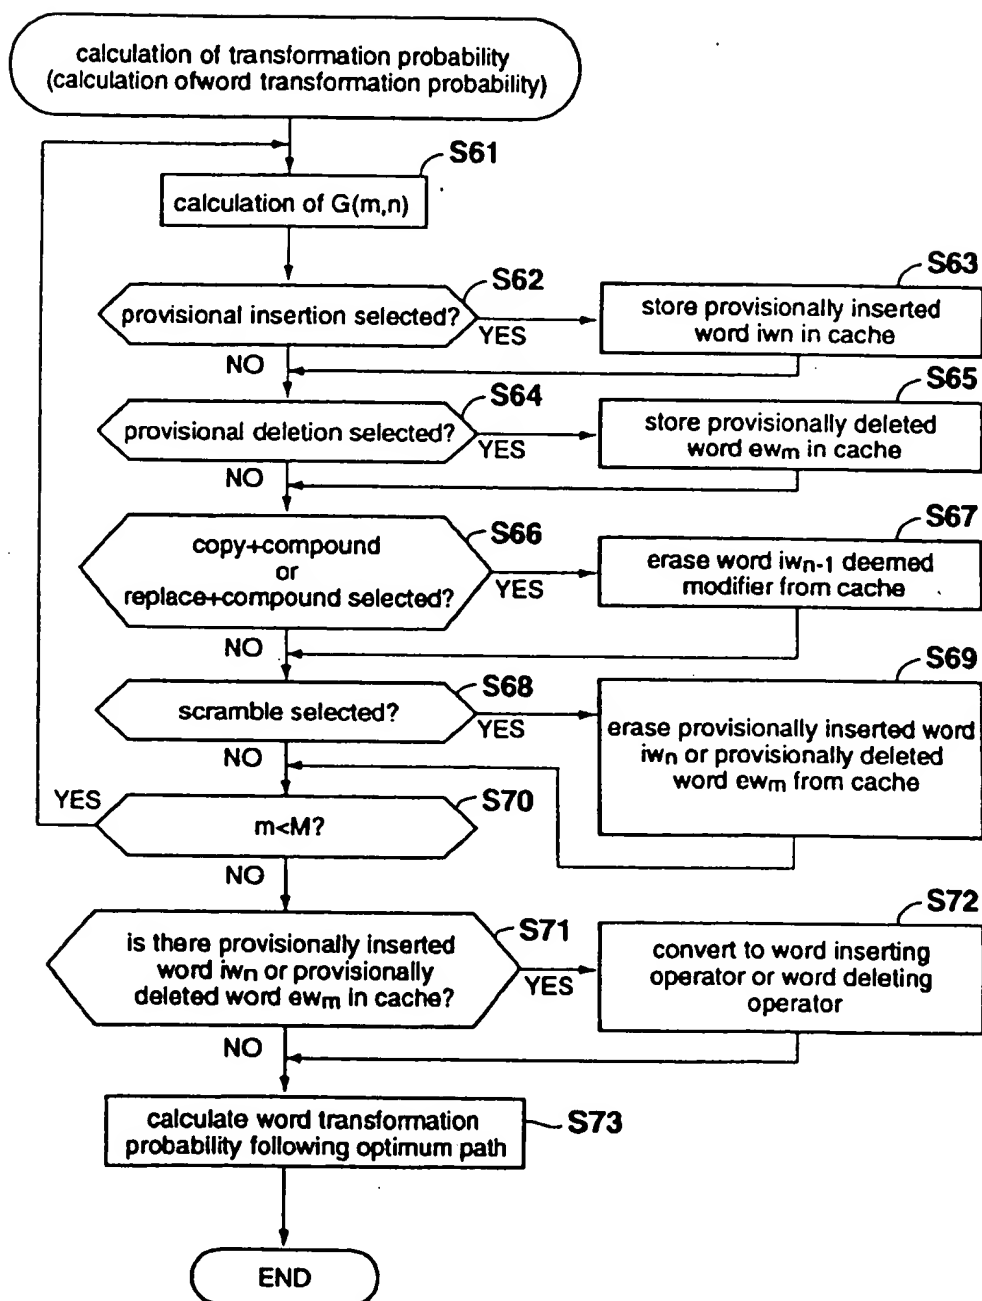 calculation of transformation probability
(calculation ofword transformation probability)
S61
calculation of G(m,n)
S62
provisional insertion selected?
YES
NO
S63
store provisionally inserted
word iwn in cache
S64
provisional deletion selected?
YES
NO
S65
store provisionally deleted
word ewm in cache
S66
copy+compound
or
replace+compound selected?
YES
NO
S67
erase word iwn-1 deemed
modifier from cache
S68
scramble selected?
YES
NO
S69
erase provisionally inserted word
iwn or provisionally deleted
word ewm from cache
S70
m<M?
YES
NO
S71
is there provisionally inserted
word iwn or provisionally
deleted word ewm in cache?
YES
NO
S72
convert to word inserting
operator or word deleting
operator
S73
calculate word transformation
probability following optimum path
END